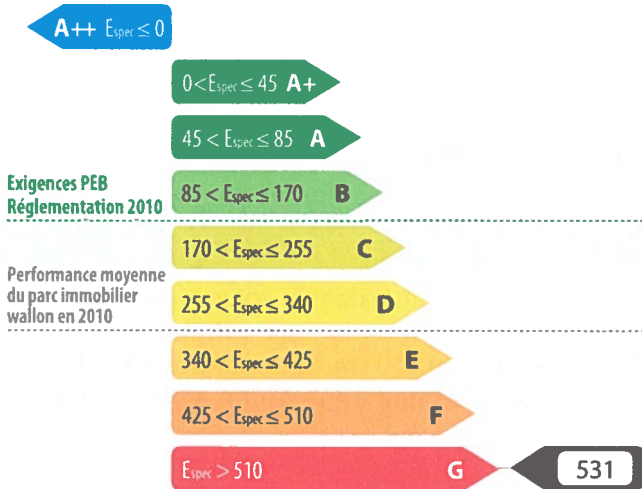 A++ Espec ≤ 0
0 < Espec ≤ 45 A+
45 < Espec ≤ 85 A
Exigences PEB
Réglementation 2010
85 < Espec ≤ 170 B
170 < Espec ≤ 255 C
Performance moyenne
du parc immobilier
wallon en 2010
255 < Espec ≤ 340 D
340 < Espec ≤ 425 E
425 < Espec ≤ 510 F
Espec > 510 G
531